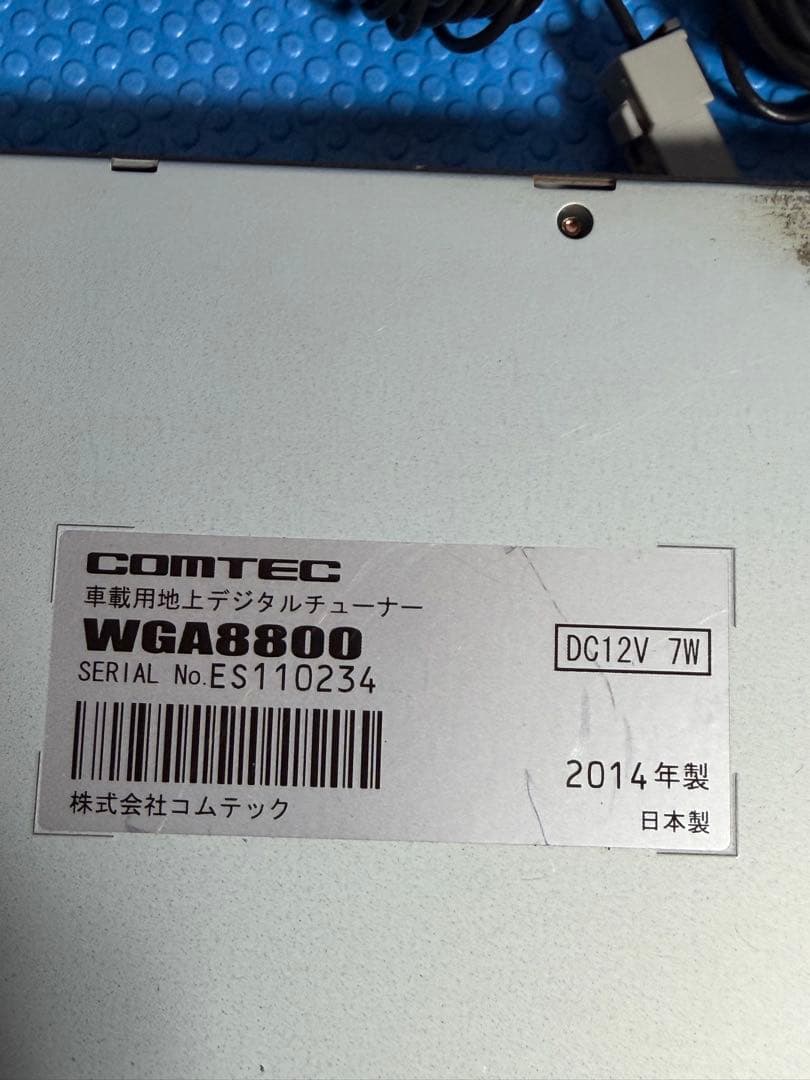 COMTEC
車載用地上デジタルチューナー
WGA8800
DC12V 7W
SERIAL No.ES110234
2014年製
株式会社コムテック
日本製